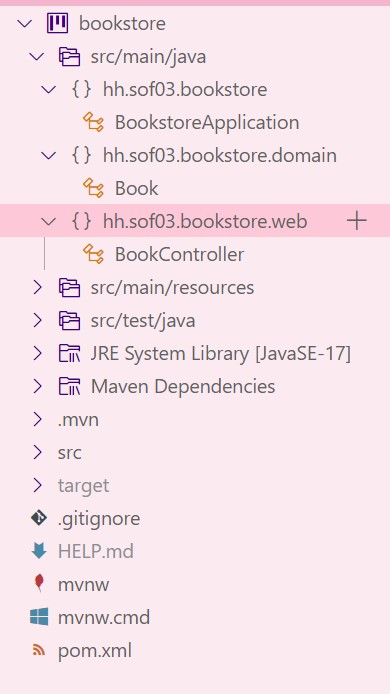 bookstore
src/main/java
{} hh.sof03.bookstore
BookstoreApplication
{} hh.sof03.bookstore.domain
Book
{} hh.sof03.bookstore.web
BookController
src/main/resources
src/test/java
JRE System Library [JavaSE-17]
Maven Dependencies
.mvn
src
target
.gitignore
HELP.md
mvnw
mvnw.cmd
pom.xml